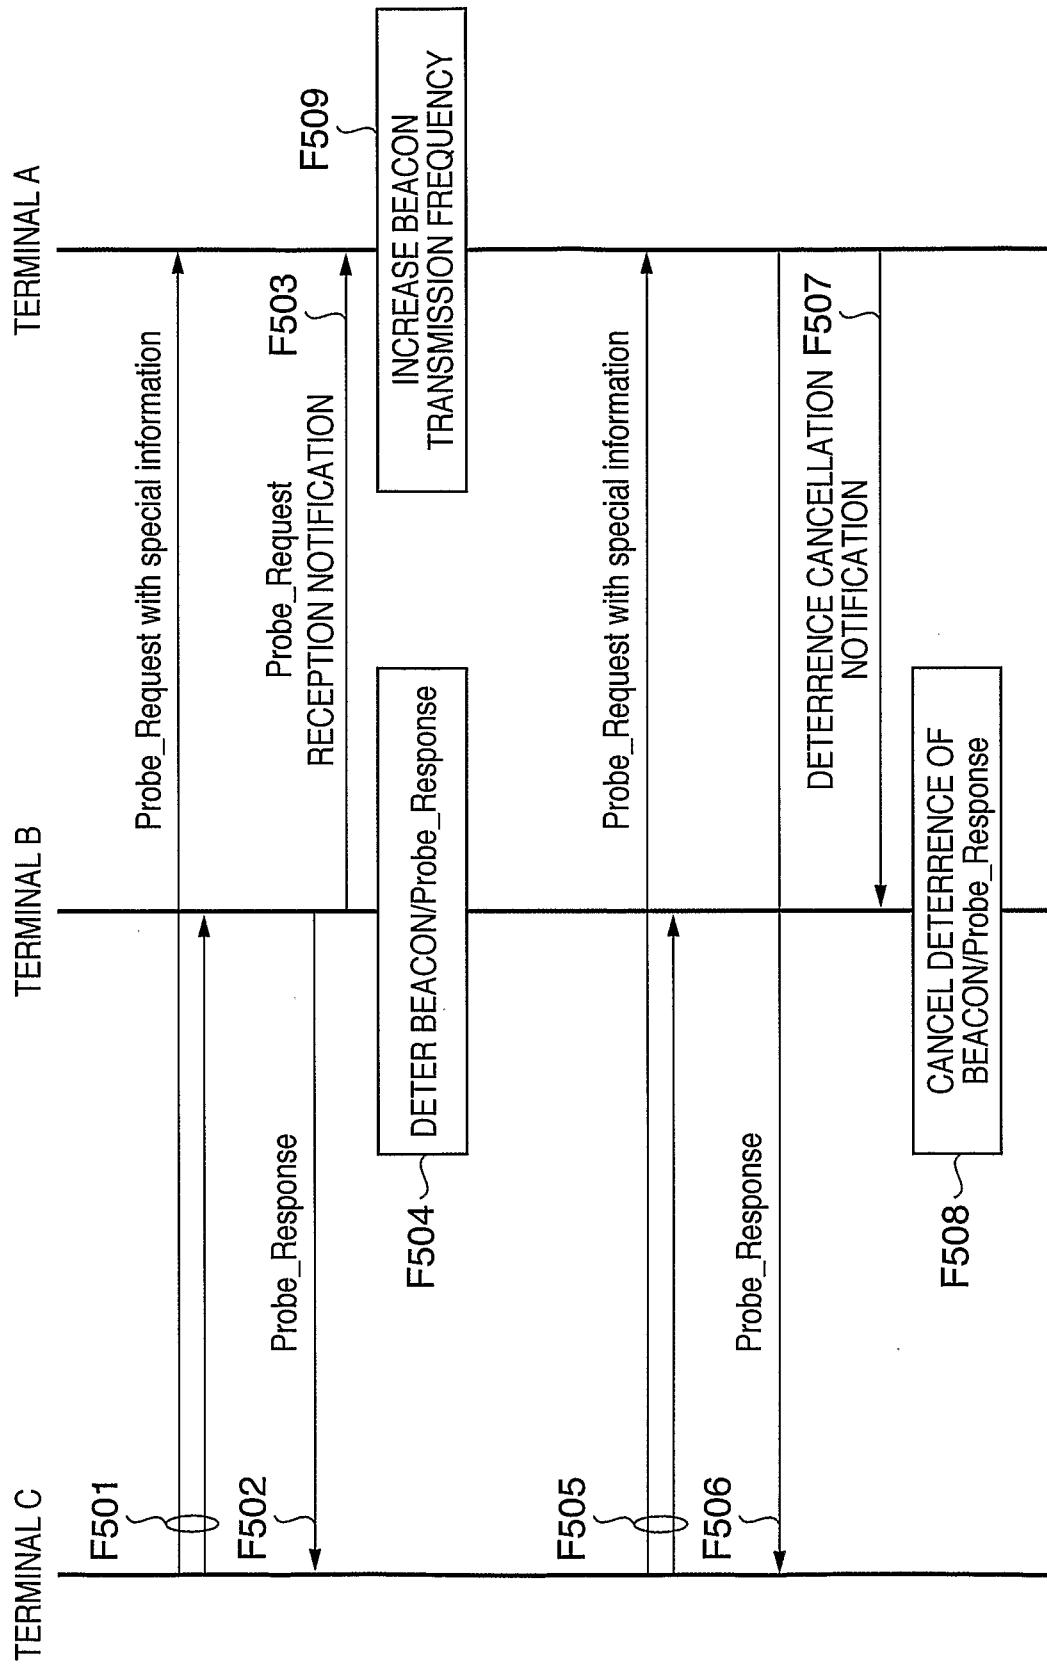 TERMINAL C
TERMINAL B
TERMINAL A
F501
Probe_Request with special information
F502
Probe_Response
Probe_Request
RECEPTION NOTIFICATION
F503
F504
DETER BEACON/Probe_Response
INCREASE BEACON
TRANSMISSION FREQUENCY
F509
F505
Probe_Request with special information
F506
Probe_Response
DETERRENCE CANCELLATION
NOTIFICATION
F507
F508
CANCEL DETERRENCE OF
BEACON/Probe_Response